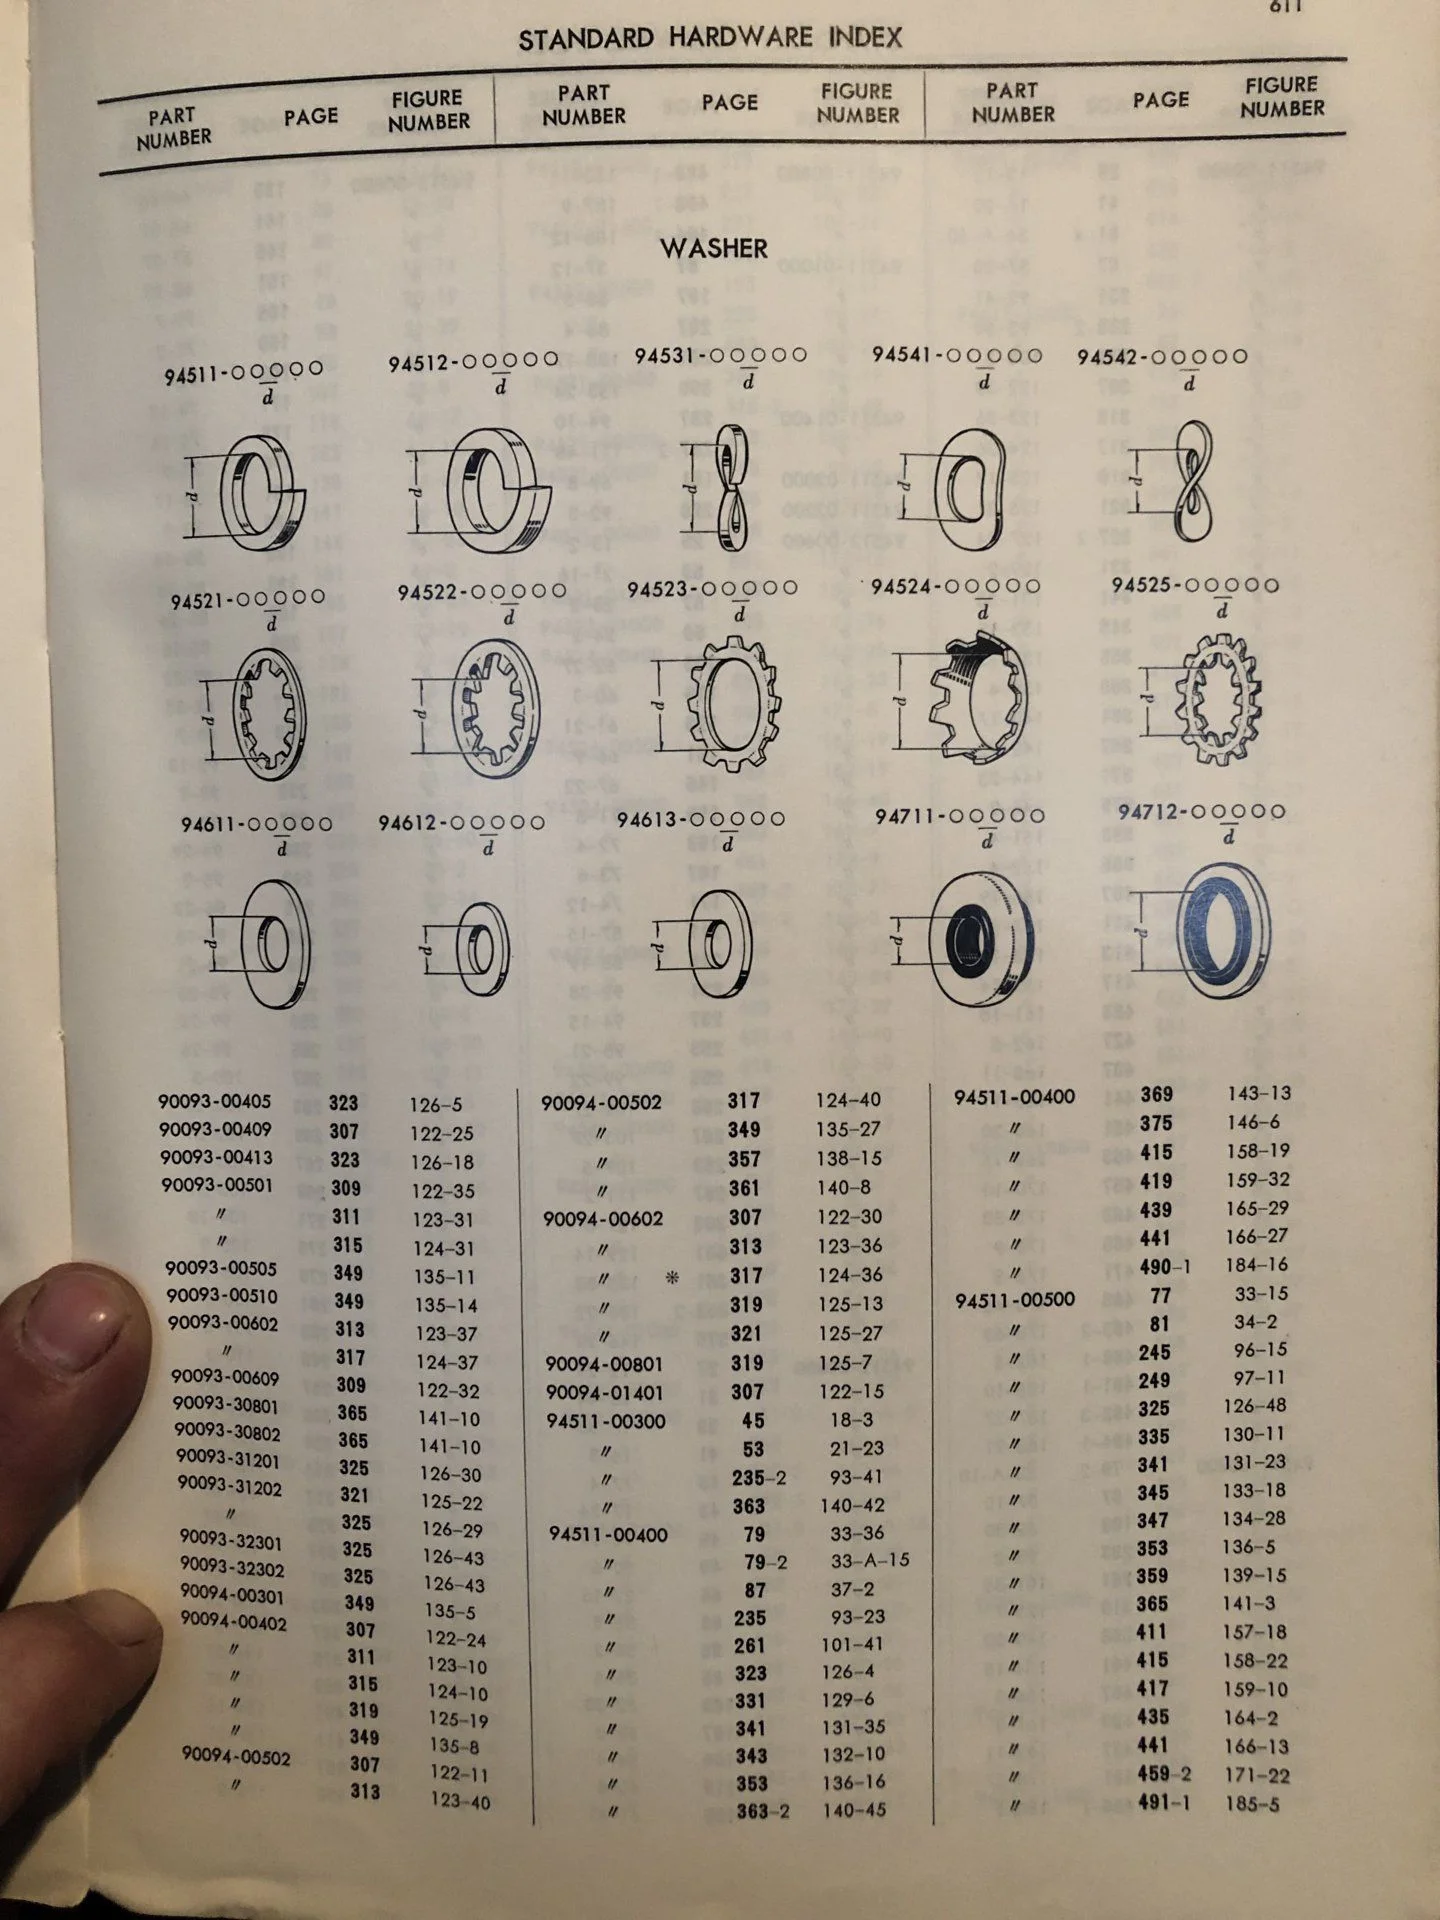 611
STANDARD HARDWARE INDEX
PART NUMBER PAGE FIGURE NUMBER PART NUMBER PAGE FIGURE NUMBER PART NUMBER PAGE FIGURE NUMBER
WASHER
94511-○○○○○ 94512-○○○○○ 94531-○○○○○ 94541-○○○○○ 94542-○○○○○
d d d d d
d d d d d
94521-○○○○○ 94522-○○○○○ 94523-○○○○○ 94524-○○○○○ 94525-○○○○○
d d d d d
d d d d d
94611-○○○○○ 94612-○○○○○ 94613-○○○○○ 94711-○○○○○ 94712-○○○○○
d d d d d
d d d d d
90093-00405 323 126-5
90093-00409 307 122-25
90093-00413 323 126-18
90093-00501 309 122-35
〃 311 123-31
〃 315 124-31
90093-00505 349 135-11
90093-00510 349 135-14
90093-00602 313 123-37
〃 317 124-37
90093-00609 309 122-32
90093-30801 365 141-10
90093-30802 365 141-10
90093-31201 325 126-30
90093-31202 321 125-22
〃 325 126-29
90093-32301 325 126-43
90093-32302 325 126-43
90094-00301 349 135-5
90094-00402 307 122-24
〃 311 123-10
〃 315 124-10
〃 319 125-19
〃 349 135-8
90094-00502 307 122-11
〃 313 123-40
90094-00502 317 124-40
〃 349 135-27
〃 357 138-15
〃 361 140-8
90094-00602 307 122-30
〃 313 123-36
〃 ※ 317 124-36
〃 319 125-13
〃 321 125-27
90094-00801 319 125-7
90094-01401 307 122-15
94511-00300 45 18-3
〃 53 21-23
〃 235-2 93-41
〃 363 140-42
94511-00400 79 33-36
〃 79-2 33-A-15
〃 87 37-2
〃 235 93-23
〃 261 101-41
〃 323 126-4
〃 331 129-6
〃 341 131-35
〃 343 132-10
〃 353 136-16
〃 363-2 140-45
94511-00400 369 143-13
〃 375 146-6
〃 415 158-19
〃 419 159-32
〃 439 165-29
〃 441 166-27
〃 490-1 184-16
94511-00500 77 33-15
〃 81 34-2
〃 245 96-15
〃 249 97-11
〃 325 126-48
〃 335 130-11
〃 341 131-23
〃 345 133-18
〃 347 134-28
〃 353 136-5
〃 359 139-15
〃 365 141-3
〃 411 157-18
〃 415 158-22
〃 417 159-10
〃 435 164-2
〃 441 166-13
〃 459-2 171-22
〃 491-1 185-5